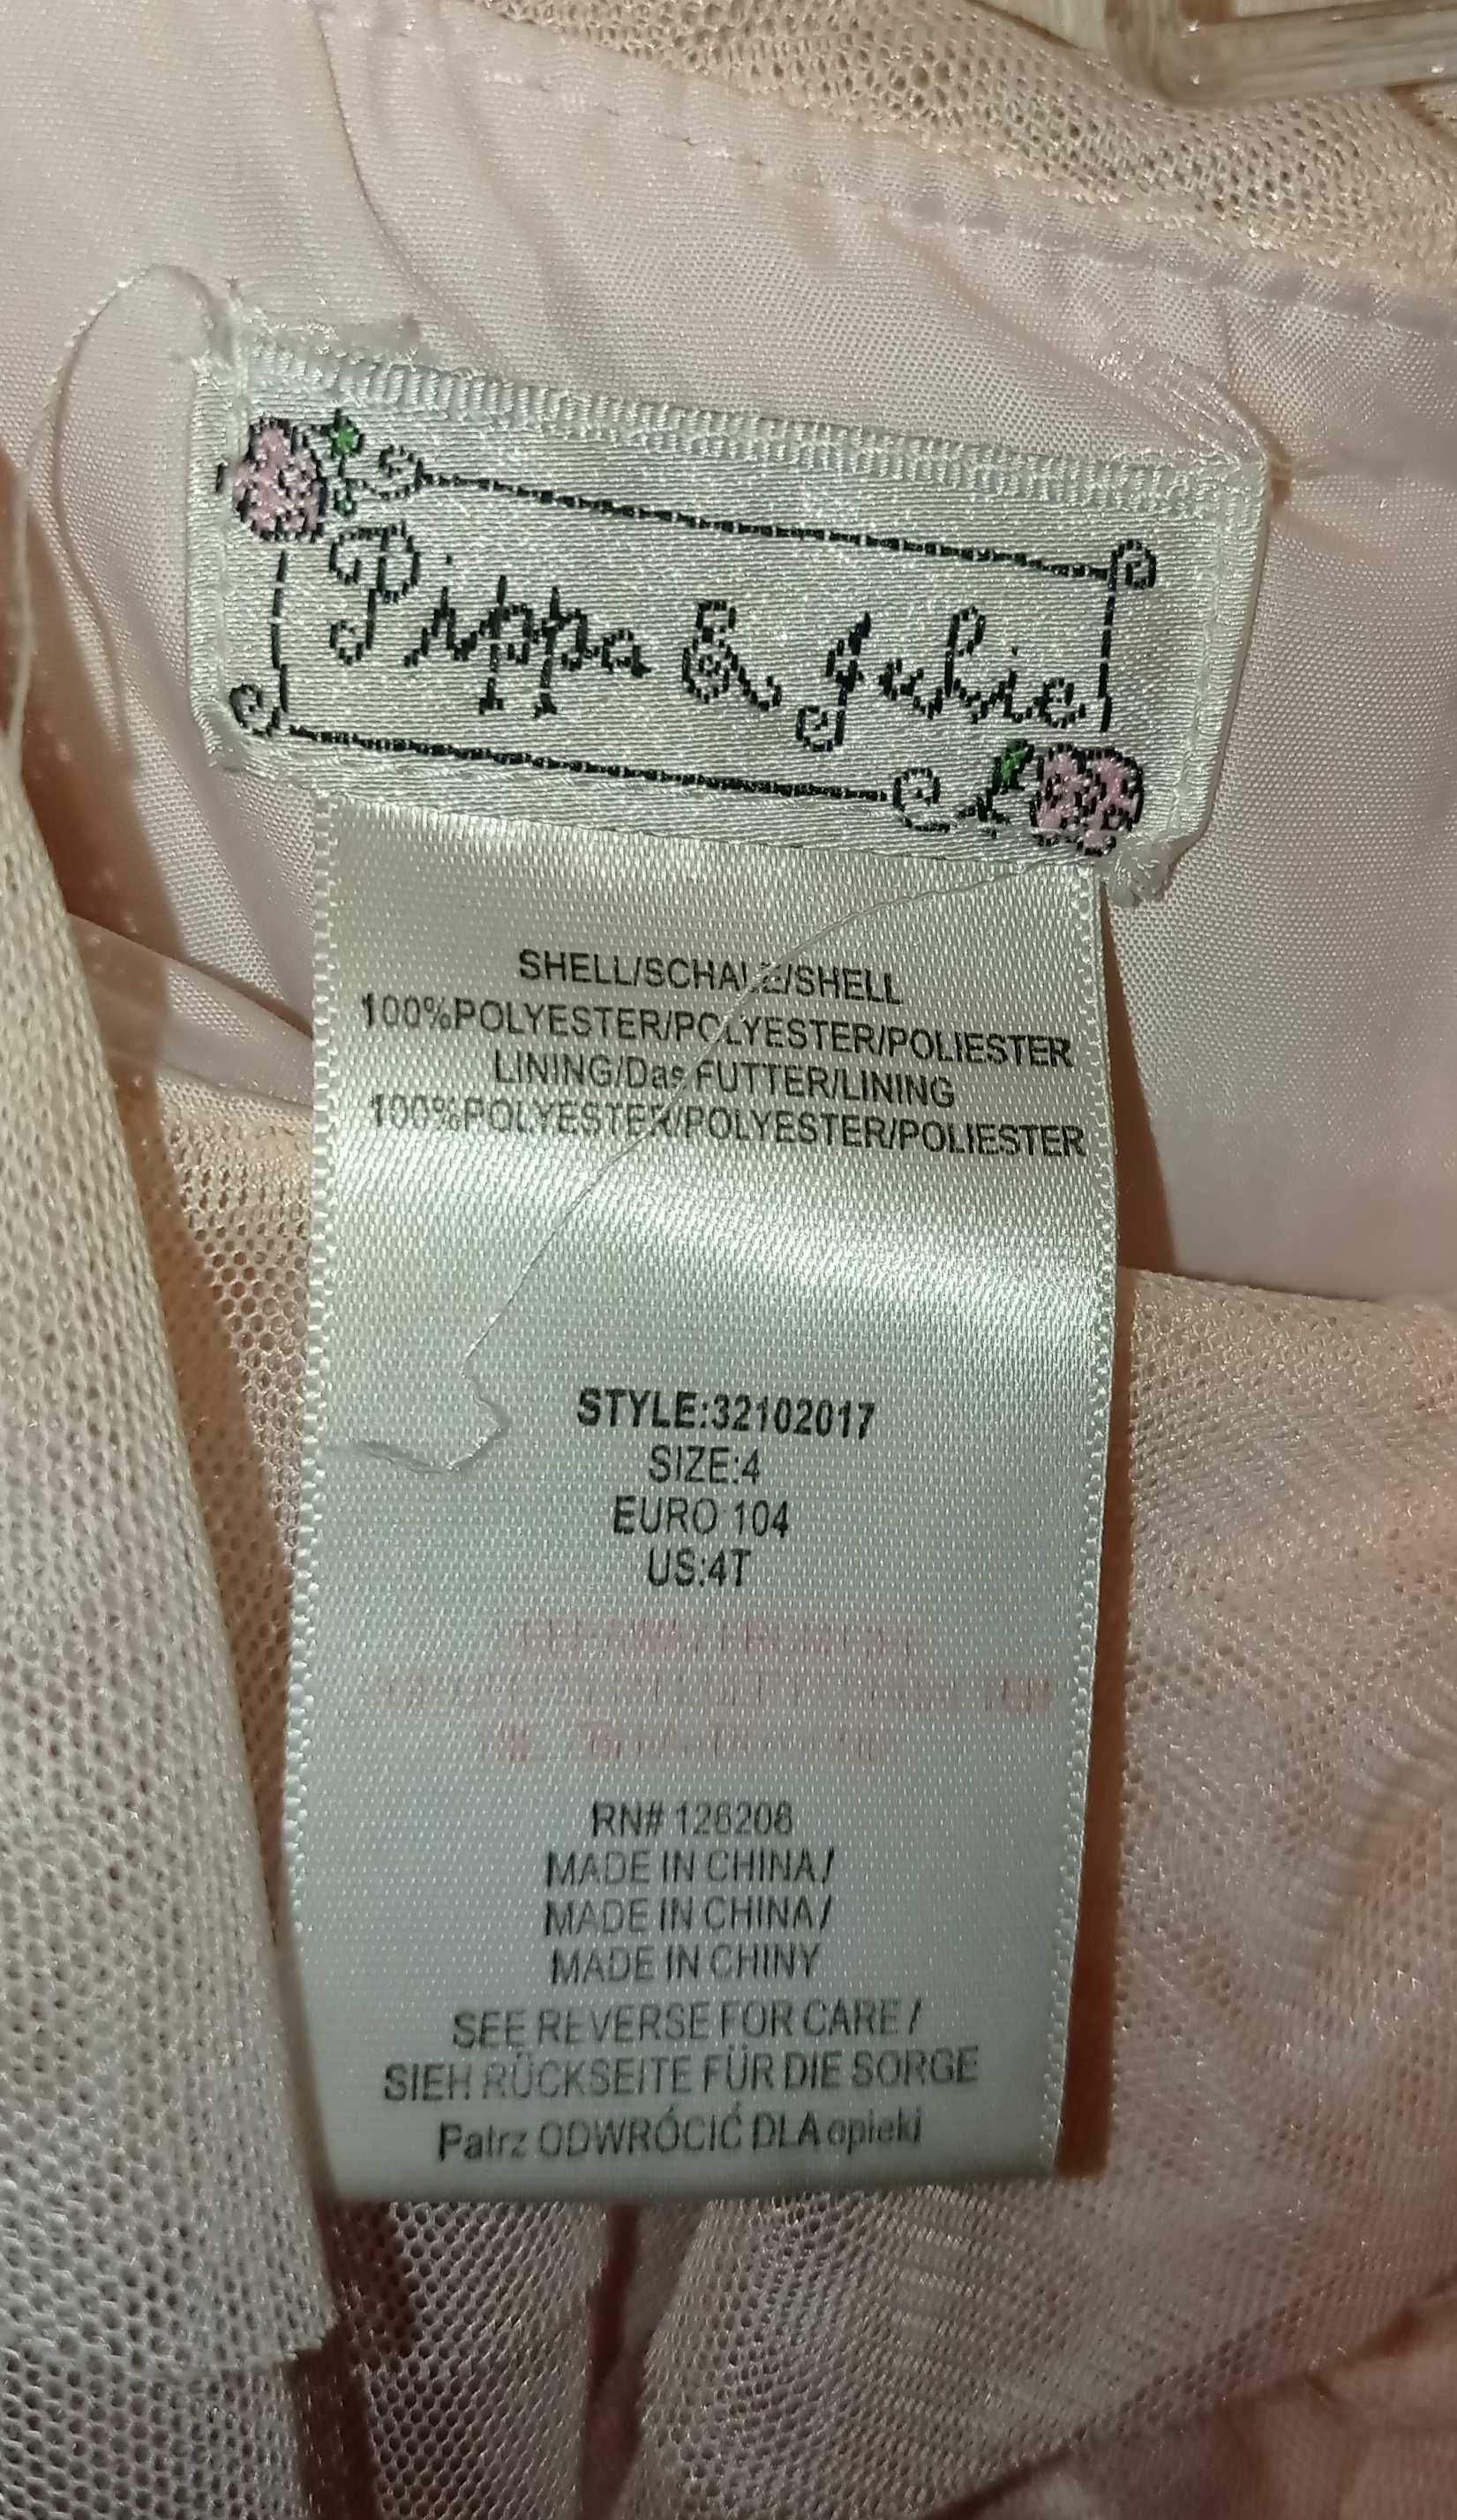 Pippa & Julie
SHELL/SCHALE/SHELL
100%POLYESTER/POLYESTER/POLIESTER
LINING/Das FUTTER/LINING
100%POLYESTER/POLYESTER/POLIESTER
STYLE:32102017
SIZE:4
EURO 104
US:4T
RN# 126206
MADE IN CHINA/
MADE IN CHINA/
MADE IN CHINY
SEE REVERSE FOR CARE /
SIEH RÜCKSEITE FÜR DIE SORGE
Patrz ODWRÓCIĆ DLA opieki